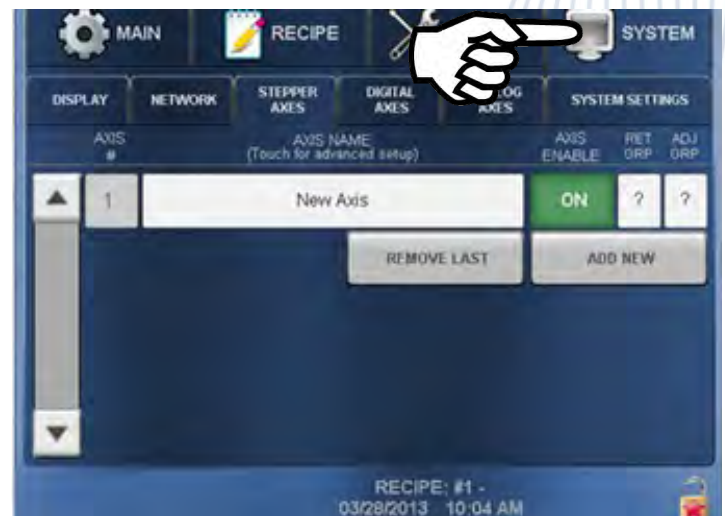 MAIN
RECIPE
SYSTEM
DISPLAY
NETWORK
STEPPER
AXES
DIGITAL
AXES
OG
AXES
SYSTEM SETTINGS
AXIS
#
AXIS NAME
(Touch for advanced setup)
AXIS
ENABLE
RET
ORP
ADJ
ORP
1
New Axis
ON
?
?
REMOVE LAST
ADD NEW
RECIPE: #1 -
03/28/2013 10:04 AM